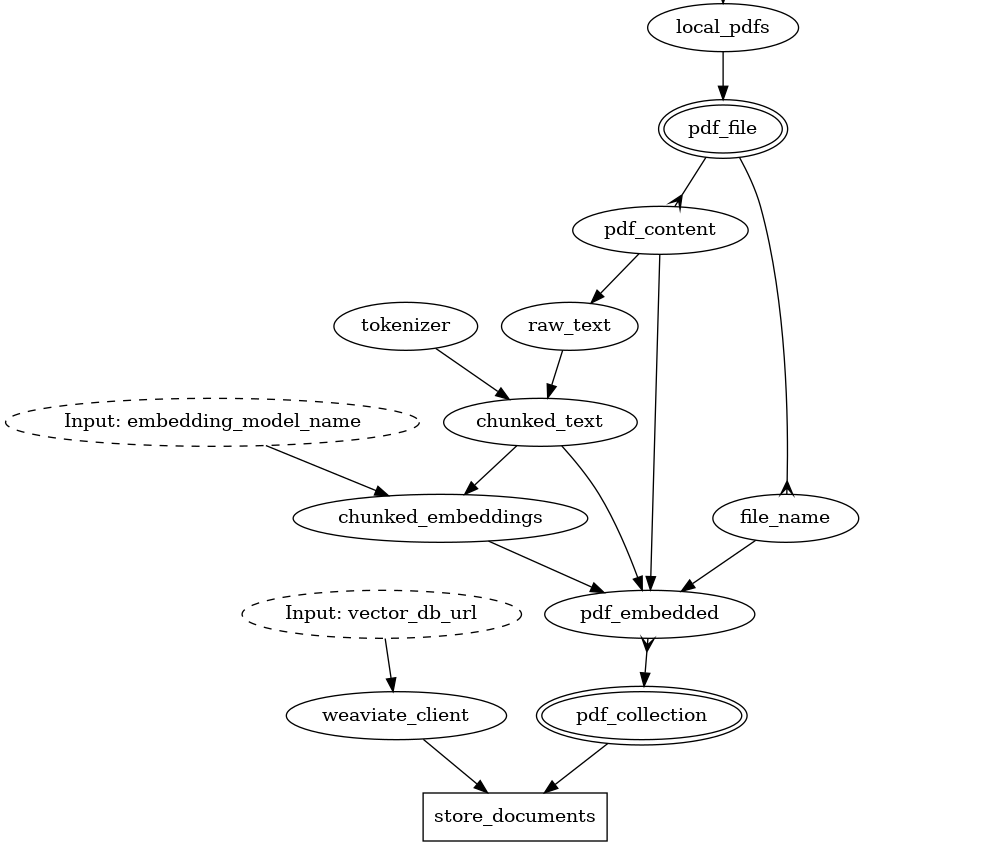 local_pdfs
pdf_file
pdf_content
tokenizer
raw_text
Input: embedding_model_name
chunked_text
chunked_embeddings
file_name
Input: vector_db_url
pdf_embedded
weaviate_client
pdf_collection
store_documents